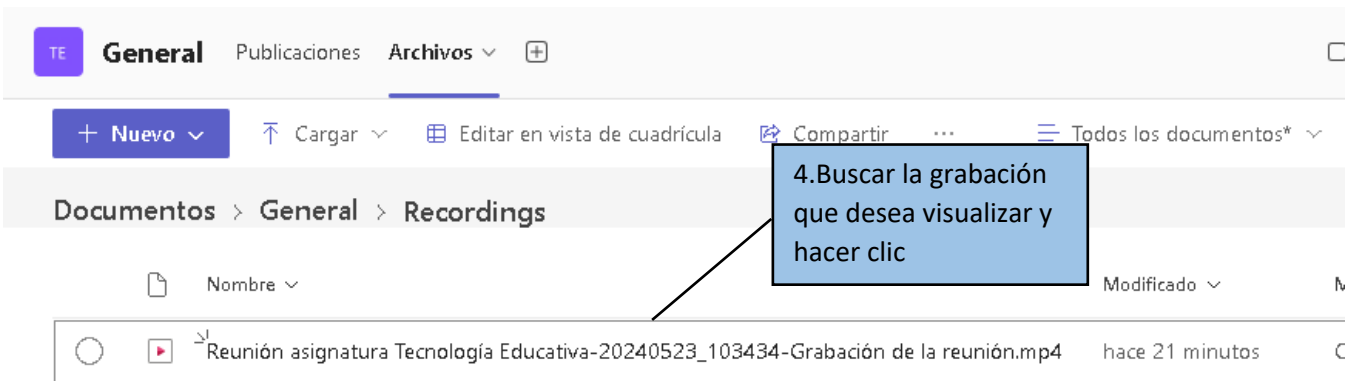 TE General Publicaciones Archivos
+ Nuevo Cargar Editar en vista de cuadrícula Compartir ... Todos los documentos*
4.Buscar la grabación
que desea visualizar y
hacer clic
Documentos > General > Recordings
Nombre Modificado
Reunión asignatura Tecnología Educativa-20240523_103434-Grabación de la reunión.mp4 hace 21 minutos